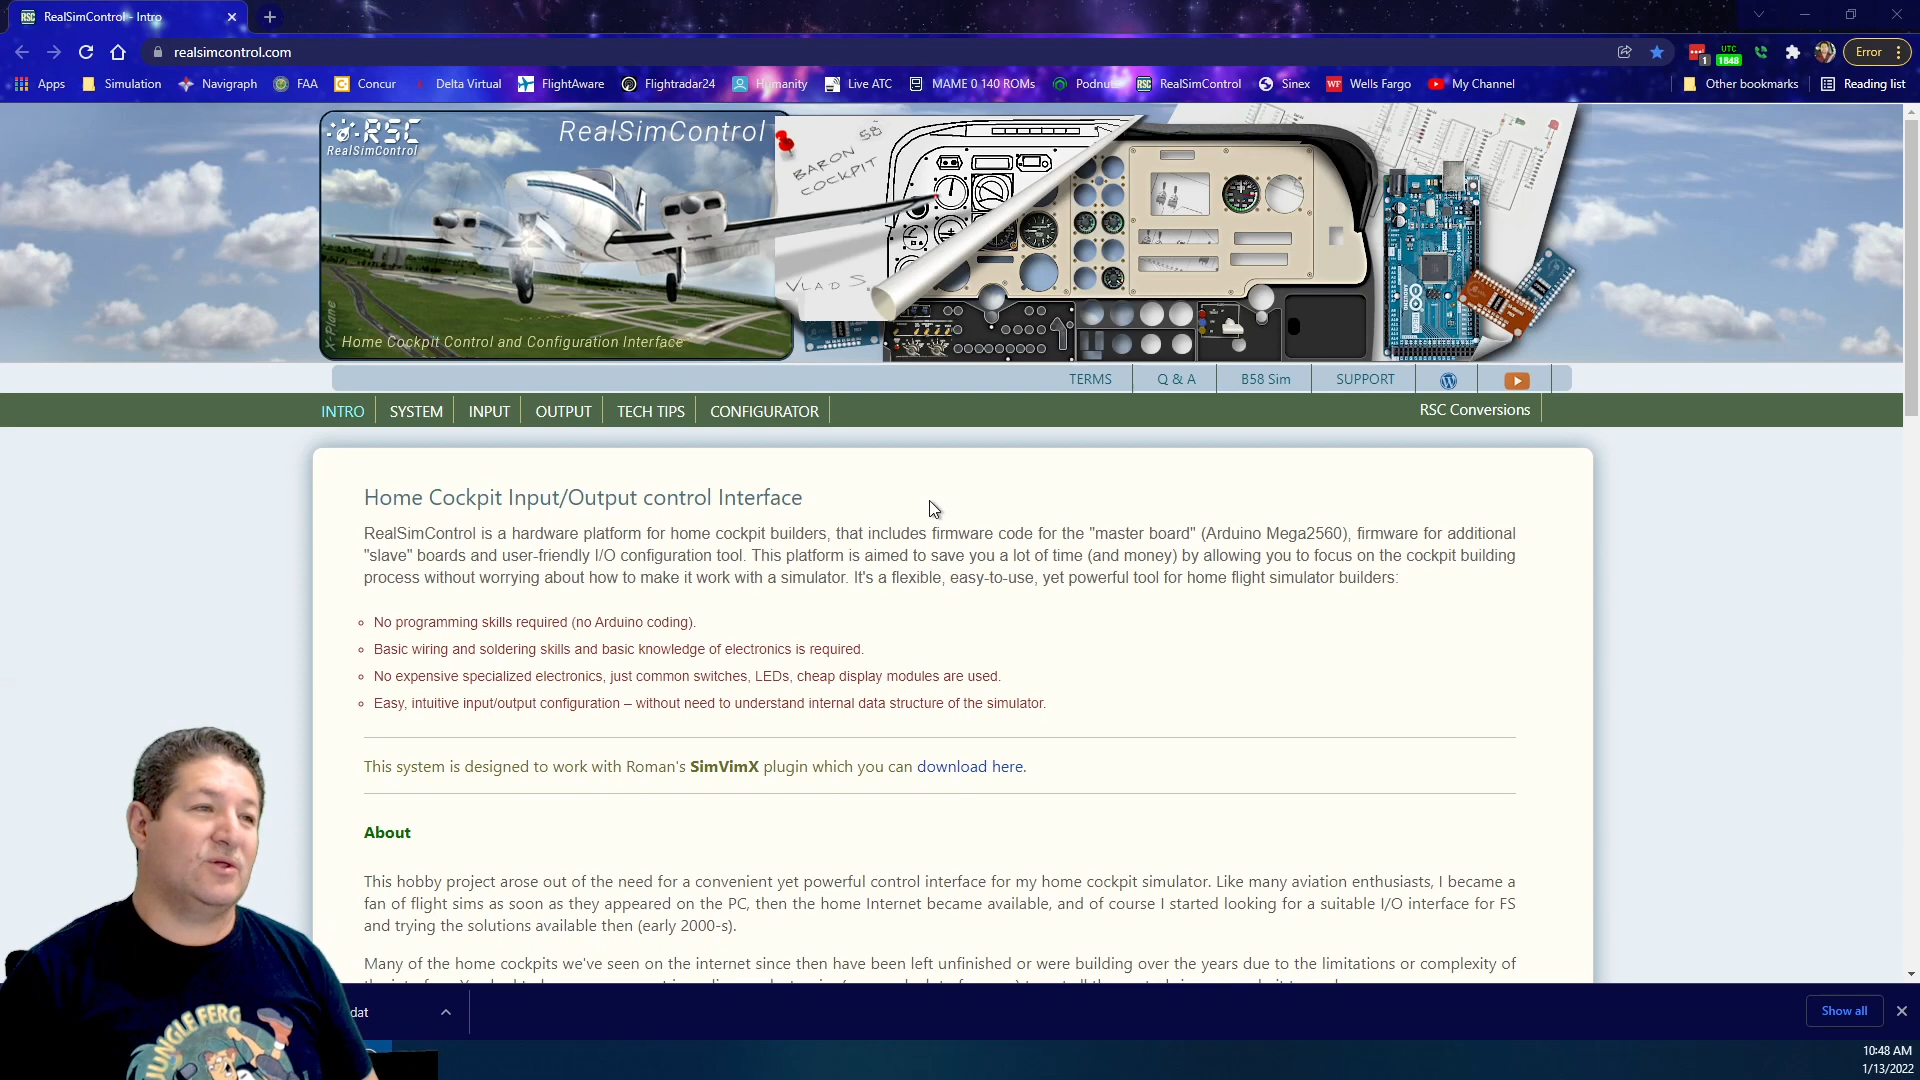 RealSimControl - Intro
realsimcontrol.com
1
UTC
1848
Error
Apps
Simulation
Navigraph
FAA
Concur
Delta Virtual
FlightAware
Flightradar24
Humanity
Live ATC
MAME 0 140 ROMs
Podnu
RealSimControl
Sinex
WF
Wells Fargo
My Channel
Other bookmarks
Reading list
RSC
RealSimControl
RealSimControl
BARON 58
COCKPIT
VLAD S.
X-Plane
Home Cockpit Control and Configuration Interface
ARDUINO
TERMS
Q & A
B58 Sim
SUPPORT
INTRO
SYSTEM
INPUT
OUTPUT
TECH TIPS
CONFIGURATOR
RSC Conversions
Home Cockpit Input/Output control Interface
RealSimControl is a hardware platform for home cockpit builders, that includes firmware code for the "master board" (Arduino Mega2560), firmware for additional
"slave" boards and user-friendly I/O configuration tool. This platform is aimed to save you a lot of time (and money) by allowing you to focus on the cockpit building
process without worrying about how to make it work with a simulator. It's a flexible, easy-to-use, yet powerful tool for home flight simulator builders:
No programming skills required (no Arduino coding).
Basic wiring and soldering skills and basic knowledge of electronics is required.
No expensive specialized electronics, just common switches, LEDs, cheap display modules are used.
Easy, intuitive input/output configuration – without need to understand internal data structure of the simulator.
This system is designed to work with Roman's SimVimX plugin which you can download here.
About
This hobby project arose out of the need for a convenient yet powerful control interface for my home cockpit simulator. Like many aviation enthusiasts, I became a
fan of flight sims as soon as they appeared on the PC, then the home Internet became available, and of course I started looking for a suitable I/O interface for FS
and trying the solutions available then (early 2000-s).
Many of the home cockpits we've seen on the internet since then have been left unfinished or were building over the years due to the limitations or complexity of
dat
Show all
JUNGLE FERG
10:48 AM
1/13/2022